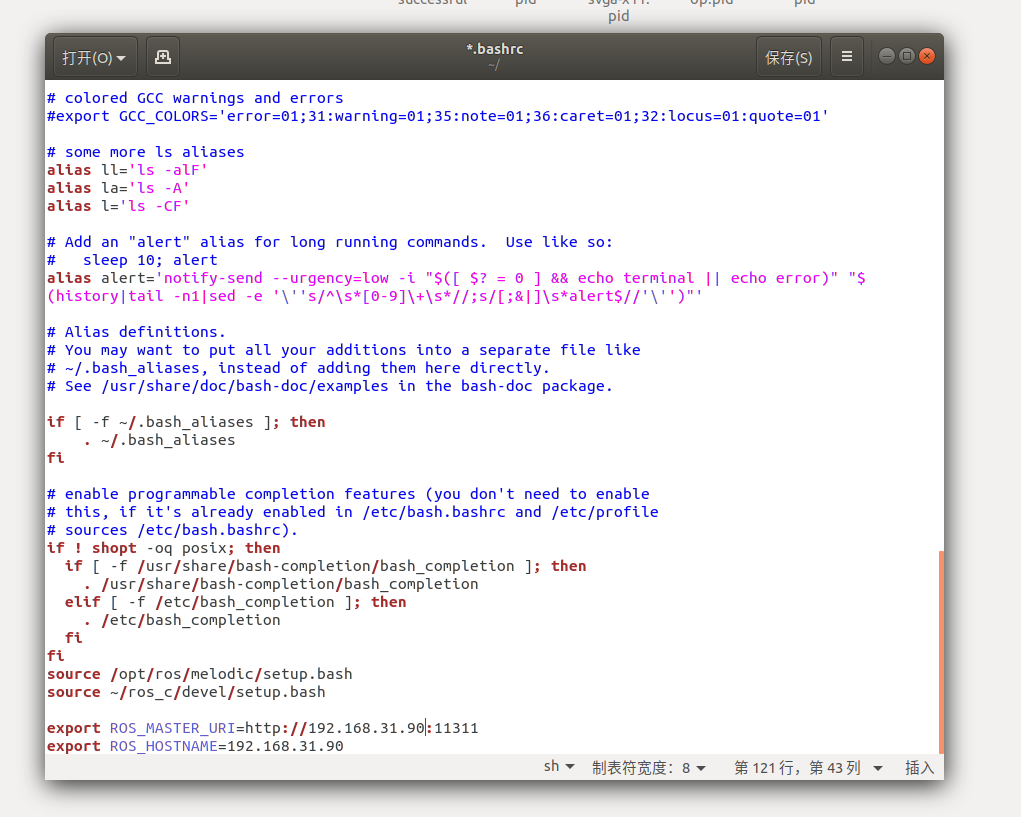 successful pid svga-x11. op.pid pid
pid
打开(O)
*.bashrc
~/
保存(S)
# colored GCC warnings and errors
#export GCC_COLORS='error=01;31:warning=01;35:note=01;36:caret=01;32:locus=01:quote=01'
# some more ls aliases
alias ll='ls -alF'
alias la='ls -A'
alias l='ls -CF'
# Add an "alert" alias for long running commands.  Use like so:
#   sleep 10; alert
alias alert='notify-send --urgency=low -i "$([ $? = 0 ] && echo terminal || echo error)" "$
(history|tail -n1|sed -e '\''s/^\s*[0-9]\+\s*//;s/[;&|]\s*alert$//'\'')"'
# Alias definitions.
# You may want to put all your additions into a separate file like
# ~/.bash_aliases, instead of adding them here directly.
# See /usr/share/doc/bash-doc/examples in the bash-doc package.
if [ -f ~/.bash_aliases ]; then
    . ~/.bash_aliases
fi
# enable programmable completion features (you don't need to enable
# this, if it's already enabled in /etc/bash.bashrc and /etc/profile
# sources /etc/bash.bashrc).
if ! shopt -oq posix; then
  if [ -f /usr/share/bash-completion/bash_completion ]; then
    . /usr/share/bash-completion/bash_completion
  elif [ -f /etc/bash_completion ]; then
    . /etc/bash_completion
  fi
fi
source /opt/ros/melodic/setup.bash
source ~/ros_c/devel/setup.bash
export ROS_MASTER_URI=http://192.168.31.90:11311
export ROS_HOSTNAME=192.168.31.90
sh 制表符宽度：8 第 121 行，第 43 列 插入